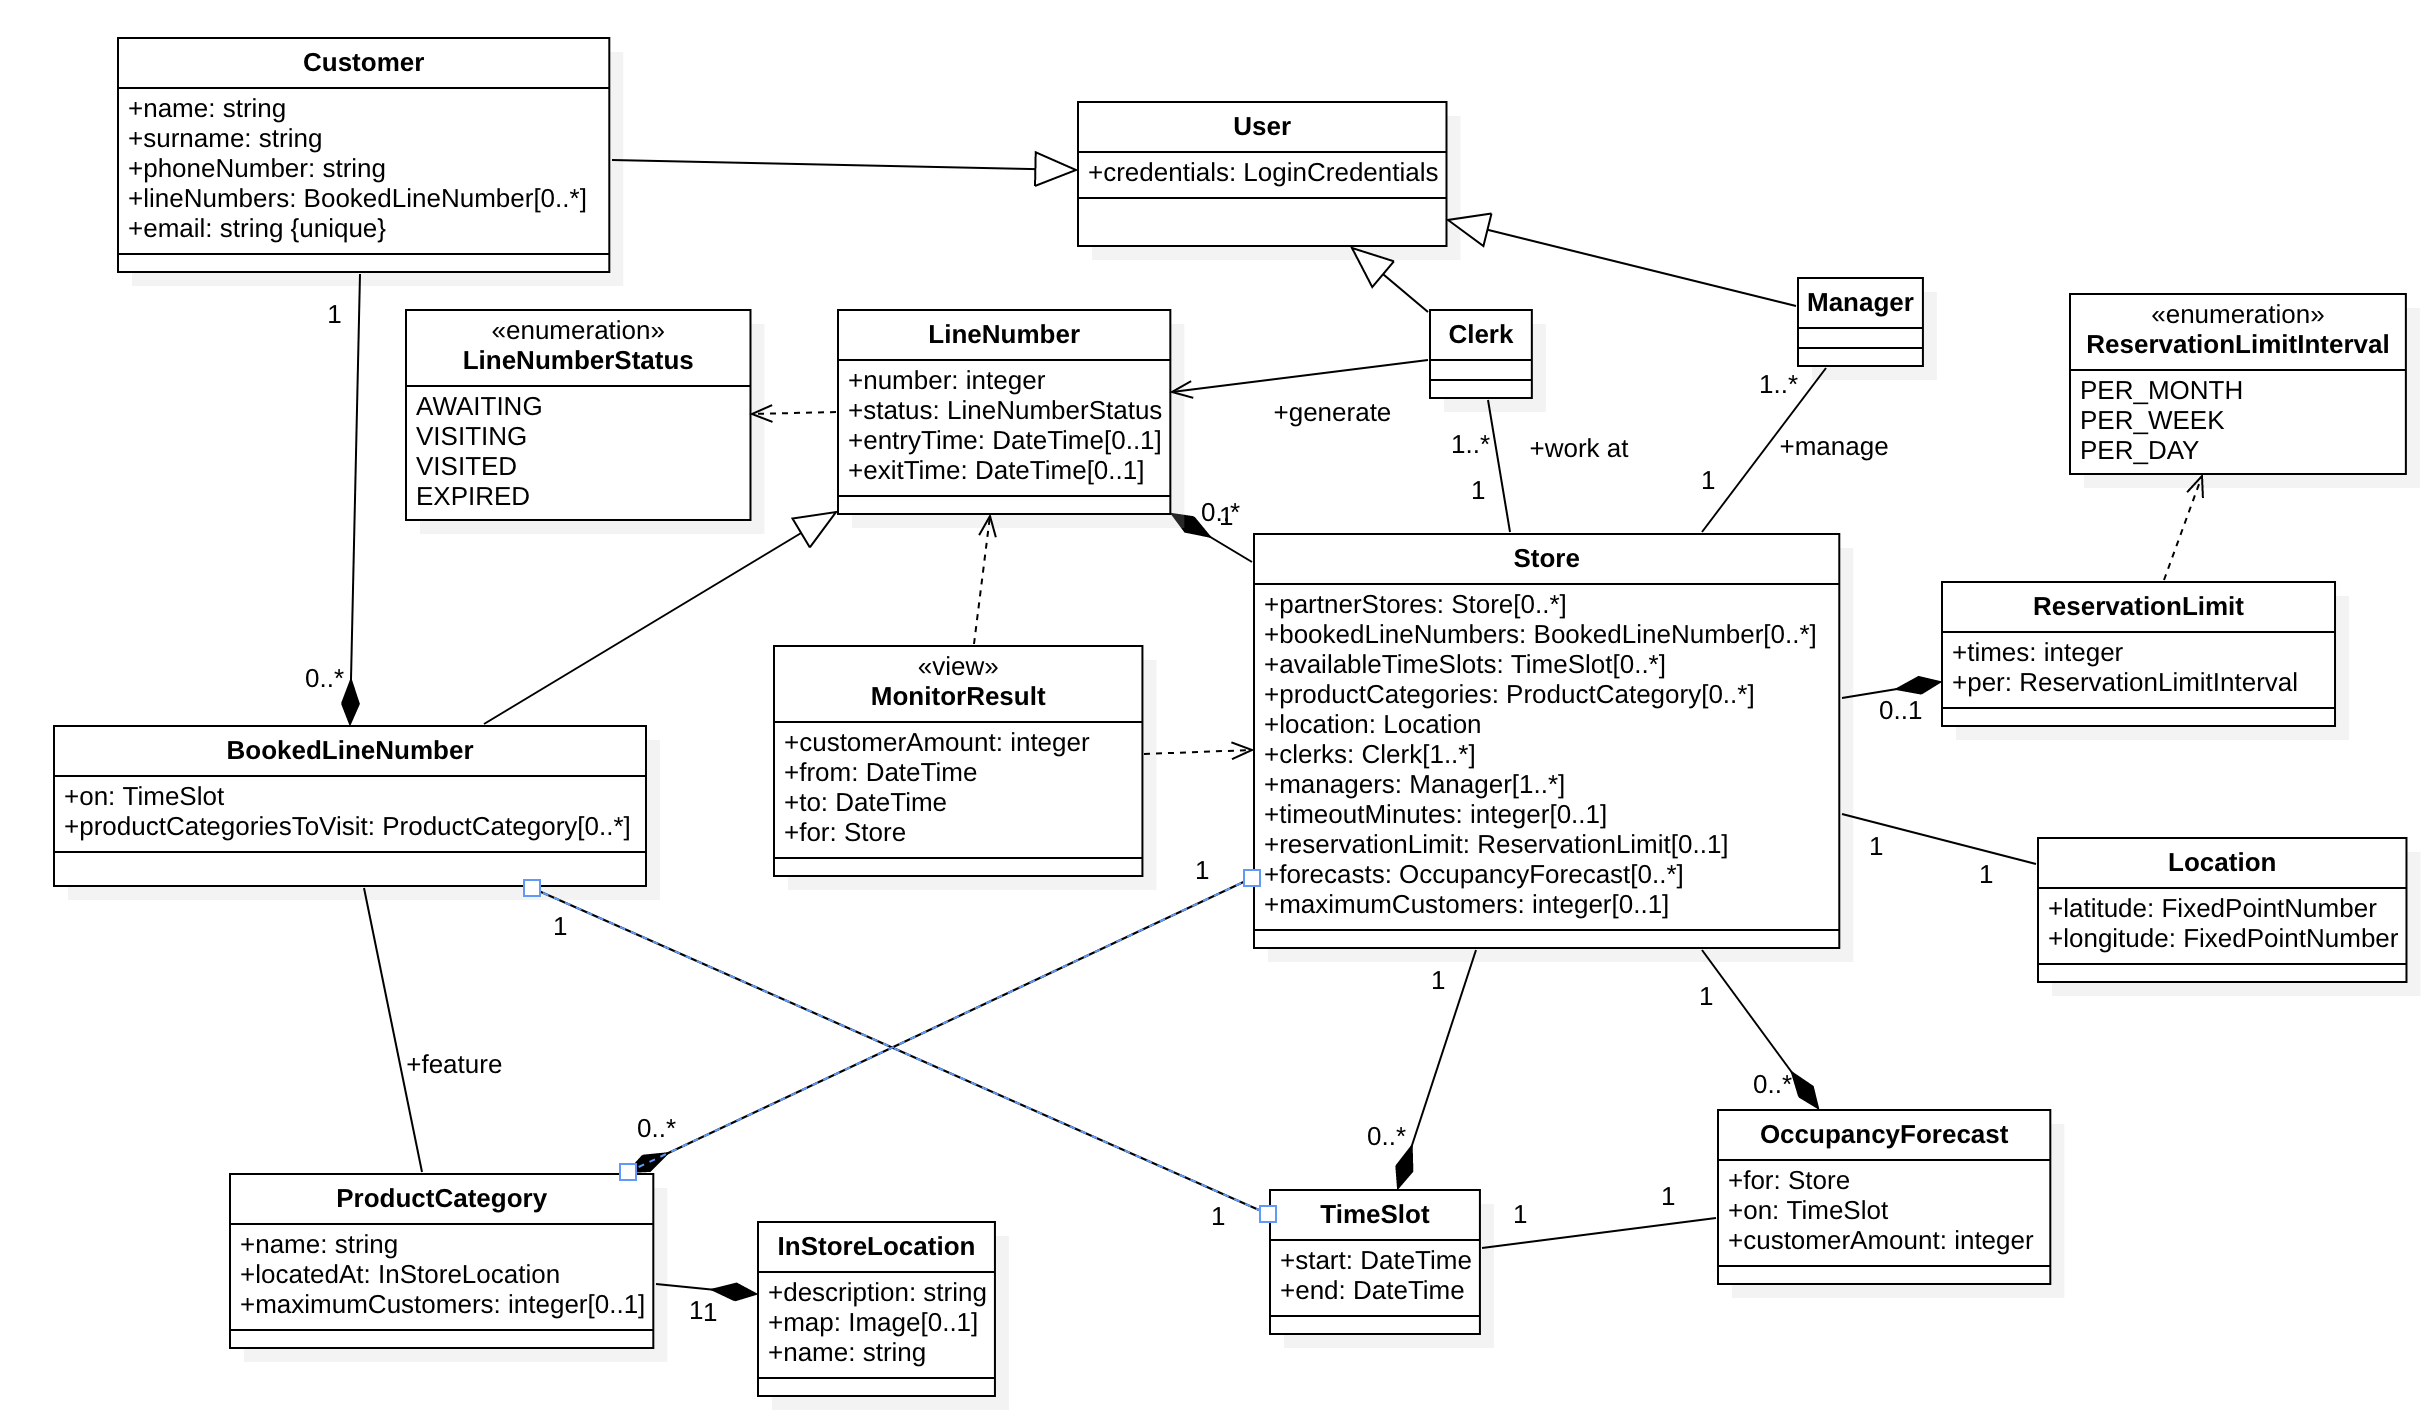 Customer
+name: string
+surname: string
+phoneNumber: string
+lineNumbers: BookedLineNumber[0..*]
+email: string {unique}
User
+credentials: LoginCredentials
1
«enumeration»
LineNumberStatus
AWAITING
VISITING
VISITED
EXPIRED
LineNumber
+number: integer
+status: LineNumberStatus
+entryTime: DateTime[0..1]
+exitTime: DateTime[0..1]
Clerk
+generate
Manager
1..*
+manage
1
1..*
+work at
1
«enumeration»
ReservationLimitInterval
PER_MONTH
PER_WEEK
PER_DAY
0..*
1
Store
+partnerStores: Store[0..*]
+bookedLineNumbers: BookedLineNumber[0..*]
+availableTimeSlots: TimeSlot[0..*]
+productCategories: ProductCategory[0..*]
+location: Location
+clerks: Clerk[1..*]
+managers: Manager[1..*]
+timeoutMinutes: integer[0..1]
+reservationLimit: ReservationLimit[0..1]
+forecasts: OccupancyForecast[0..*]
+maximumCustomers: integer[0..1]
ReservationLimit
+times: integer
+per: ReservationLimitInterval
0..1
0..*
BookedLineNumber
+on: TimeSlot
+productCategoriesToVisit: ProductCategory[0..*]
«view»
MonitorResult
+customerAmount: integer
+from: DateTime
+to: DateTime
+for: Store
1
1
1
Location
+latitude: FixedPointNumber
+longitude: FixedPointNumber
1
1
1
+feature
0..*
0..*
0..*
ProductCategory
+name: string
+locatedAt: InStoreLocation
+maximumCustomers: integer[0..1]
1
1
InStoreLocation
+description: string
+map: Image[0..1]
+name: string
1
TimeSlot
+start: DateTime
+end: DateTime
1
1
OccupancyForecast
+for: Store
+on: TimeSlot
+customerAmount: integer